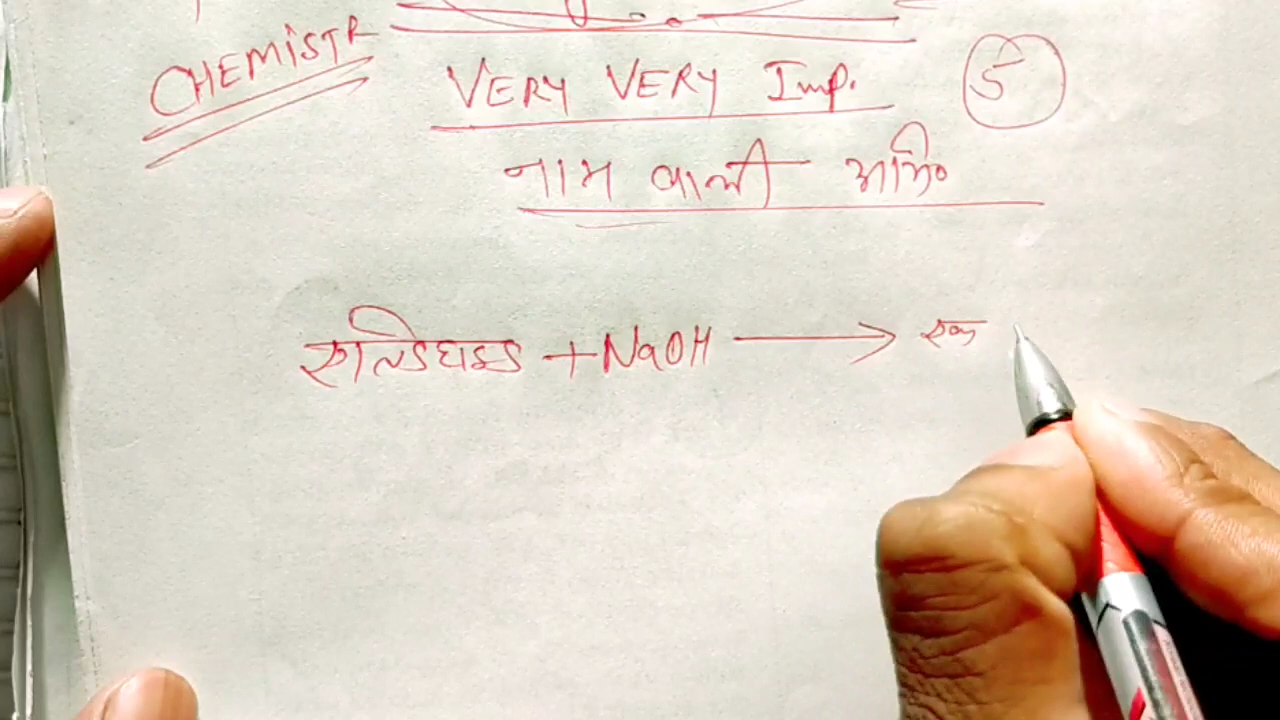 CHEMISTR
VERY VERY Imp. 5
नाम वाली अभि०
एल्डिहाइड + NaOH → एक